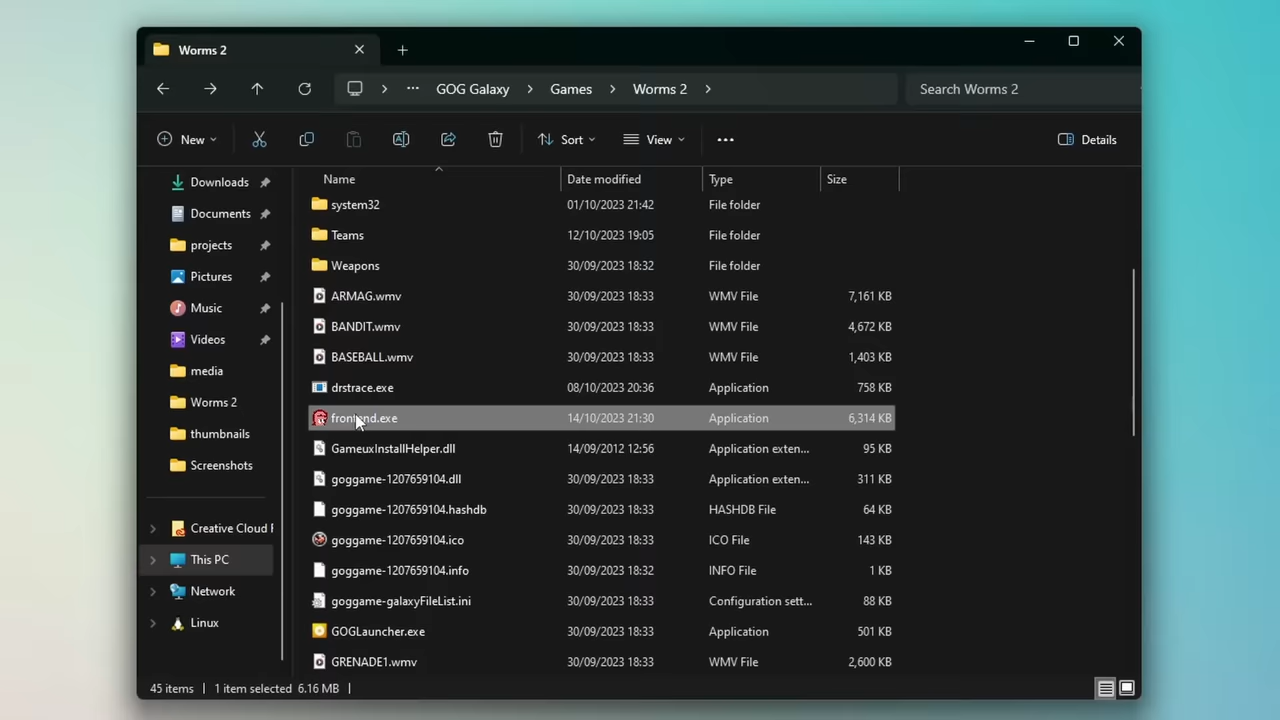 Worms 2
GOG Galaxy Games Worms 2 Search Worms 2
New Sort View Details
Name Date modified Type Size
Downloads
Documents
projects
Pictures
Music
Videos
media
Worms 2
thumbnails
Screenshots
Creative Cloud F
This PC
Network
Linux
system32 01/10/2023 21:42 File folder
Teams 12/10/2023 19:05 File folder
Weapons 30/09/2023 18:32 File folder
ARMAG.wmv 30/09/2023 18:33 WMV File 7,161 KB
BANDIT.wmv 30/09/2023 18:33 WMV File 4,672 KB
BASEBALL.wmv 30/09/2023 18:33 WMV File 1,403 KB
drstrace.exe 08/10/2023 20:36 Application 758 KB
frontend.exe 14/10/2023 21:30 Application 6,314 KB
GameuxInstallHelper.dll 14/09/2012 12:56 Application exten... 95 KB
goggame-1207659104.dll 30/09/2023 18:33 Application exten... 311 KB
goggame-1207659104.hashdb 30/09/2023 18:33 HASHDB File 64 KB
goggame-1207659104.ico 30/09/2023 18:33 ICO File 143 KB
goggame-1207659104.info 30/09/2023 18:32 INFO File 1 KB
goggame-galaxyFileList.ini 30/09/2023 18:33 Configuration sett... 88 KB
GOGLauncher.exe 30/09/2023 18:33 Application 501 KB
GRENADE1.wmv 30/09/2023 18:33 WMV File 2,600 KB
45 items 1 item selected 6.16 MB